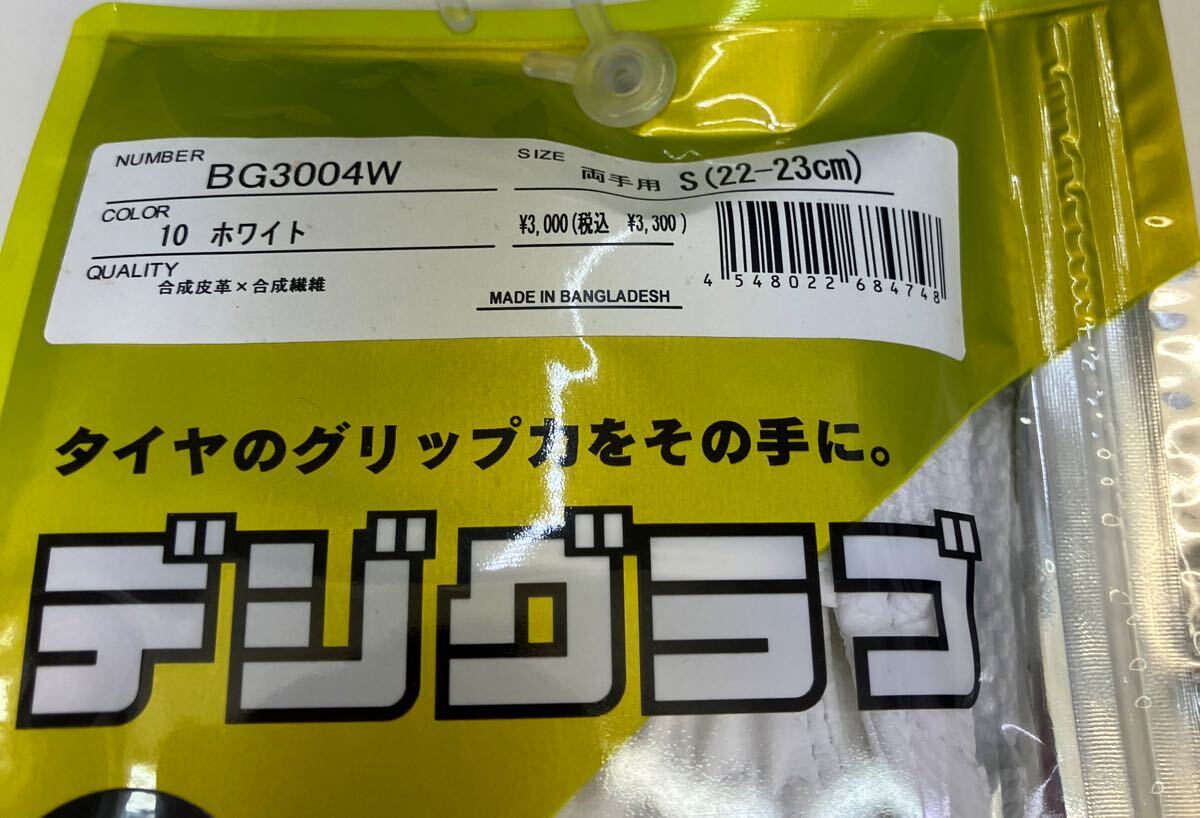 NUMBER BG3004W
SIZE 両手用 S(22-23cm)
COLOR 10 ホワイト
¥3,000(税込 ¥3,300)
QUALITY 合成皮革×合成繊維
MADE IN BANGLADESH
4 548022 684748
タイヤのグリップ力をその手に。
デジグラブ